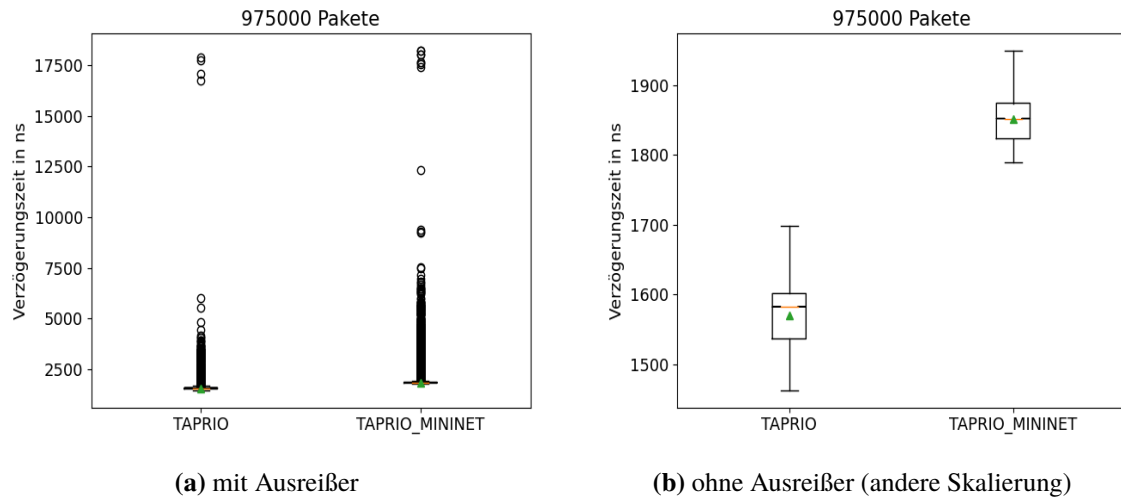 975000 Pakete
Verzögerungszeit in ns
17500
15000
12500
10000
7500
5000
2500
TAPRIO
TAPRIO_MININET
(a) mit Ausreißer
975000 Pakete
Verzögerungszeit in ns
1900
1800
1700
1600
1500
TAPRIO
TAPRIO_MININET
(b) ohne Ausreißer (andere Skalierung)